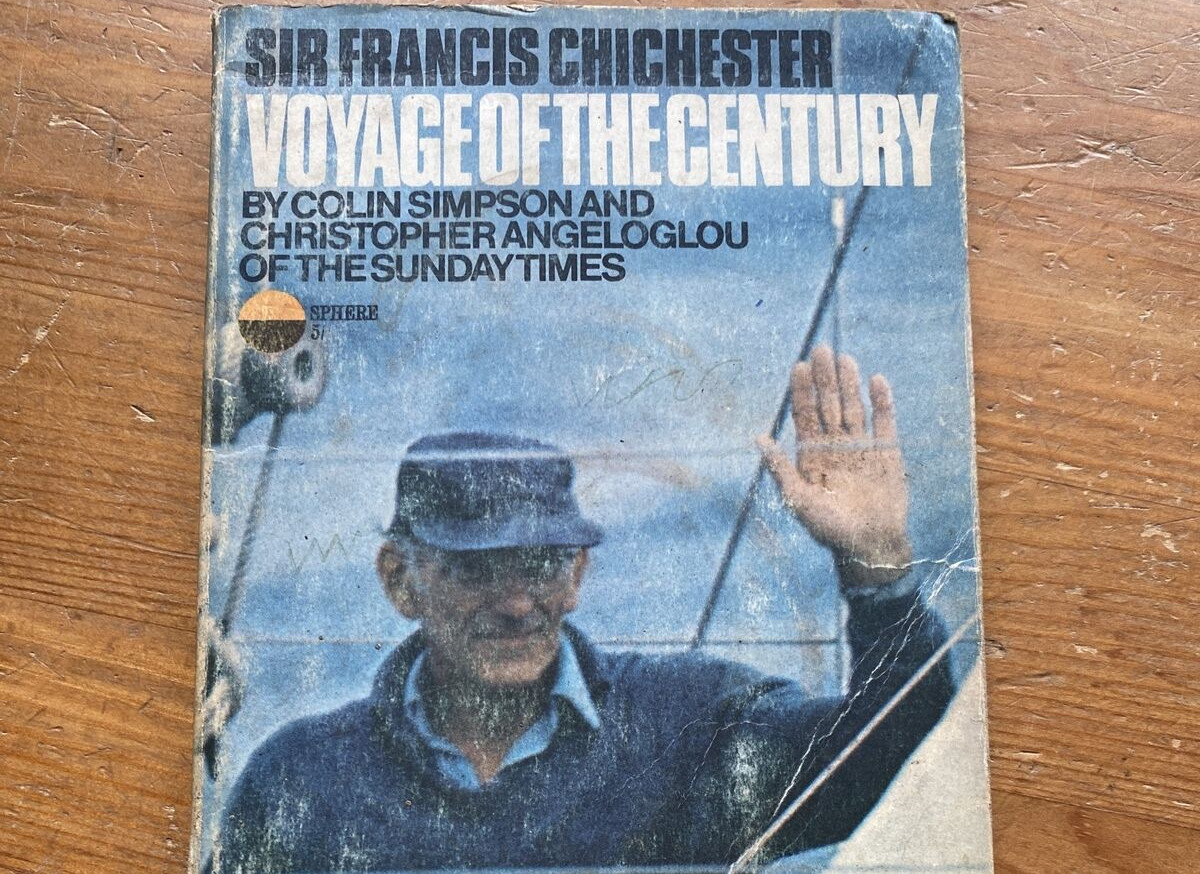 SIR FRANCIS CHICHESTER
VOYAGE OF THE CENTURY
BY COLIN SIMPSON AND
CHRISTOPHER ANGELOGLOU
OF THE SUNDAY TIMES
SPHERE
5/